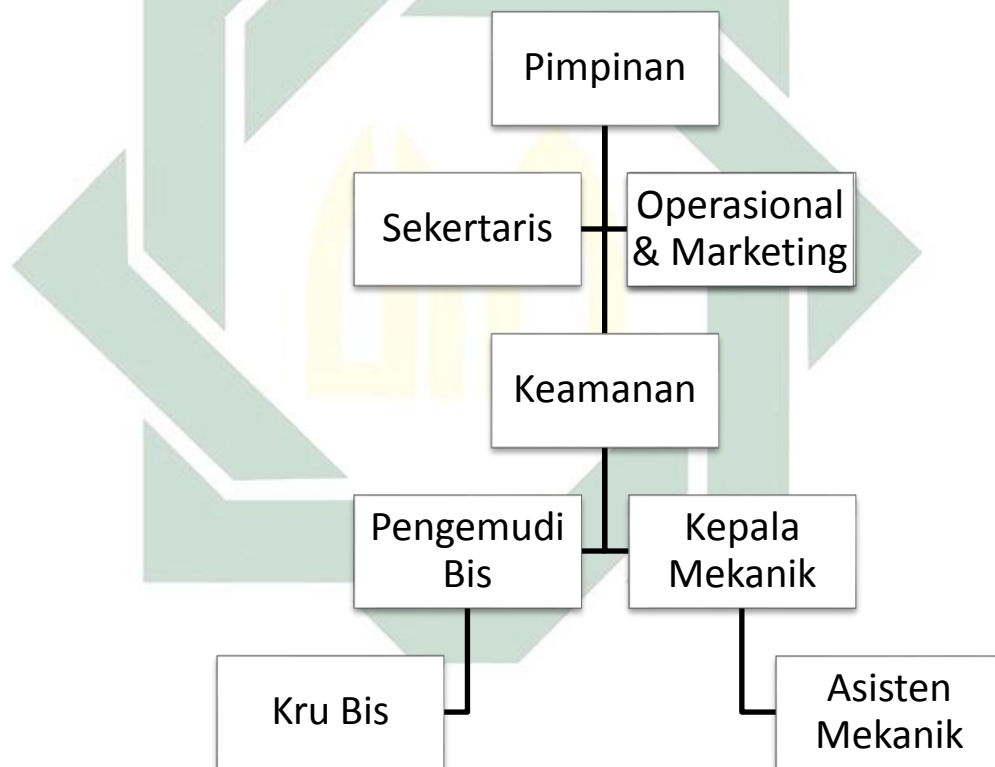 Pimpinan
Sekertaris
Operasional
& Marketing
Keamanan
Pengemudi
Bis
Kepala
Mekanik
Kru Bis
Asisten
Mekanik